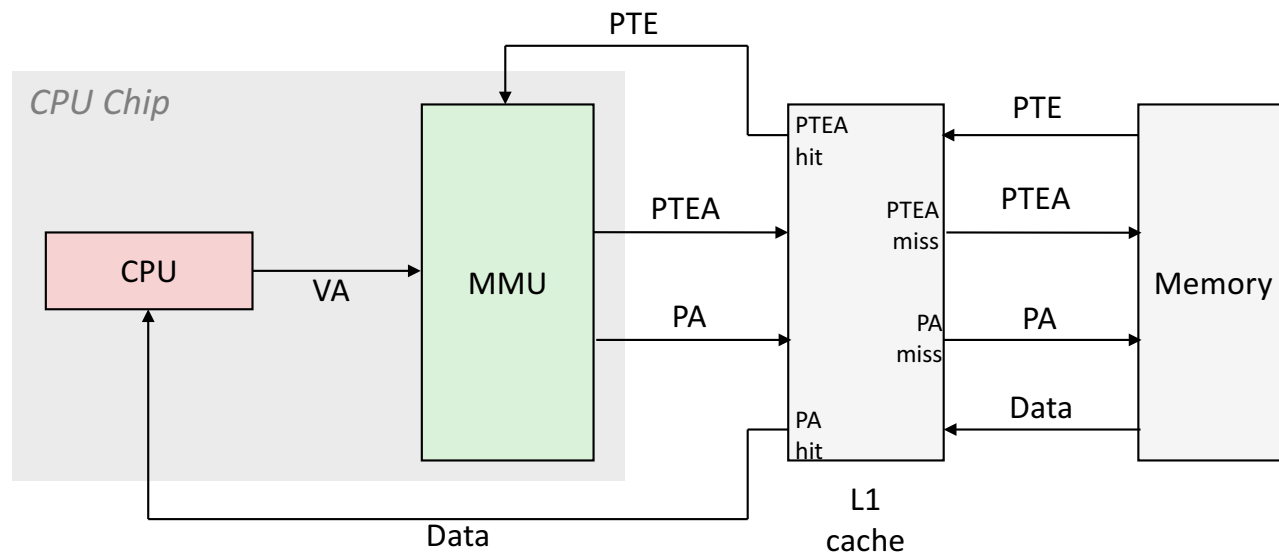 PTE
CPU Chip
PTEA
hit
PTE
PTEA
PTEA
miss
PTEA
CPU
VA
MMU
Memory
PA
PA
miss
PA
PA
hit
Data
Data
L1
cache